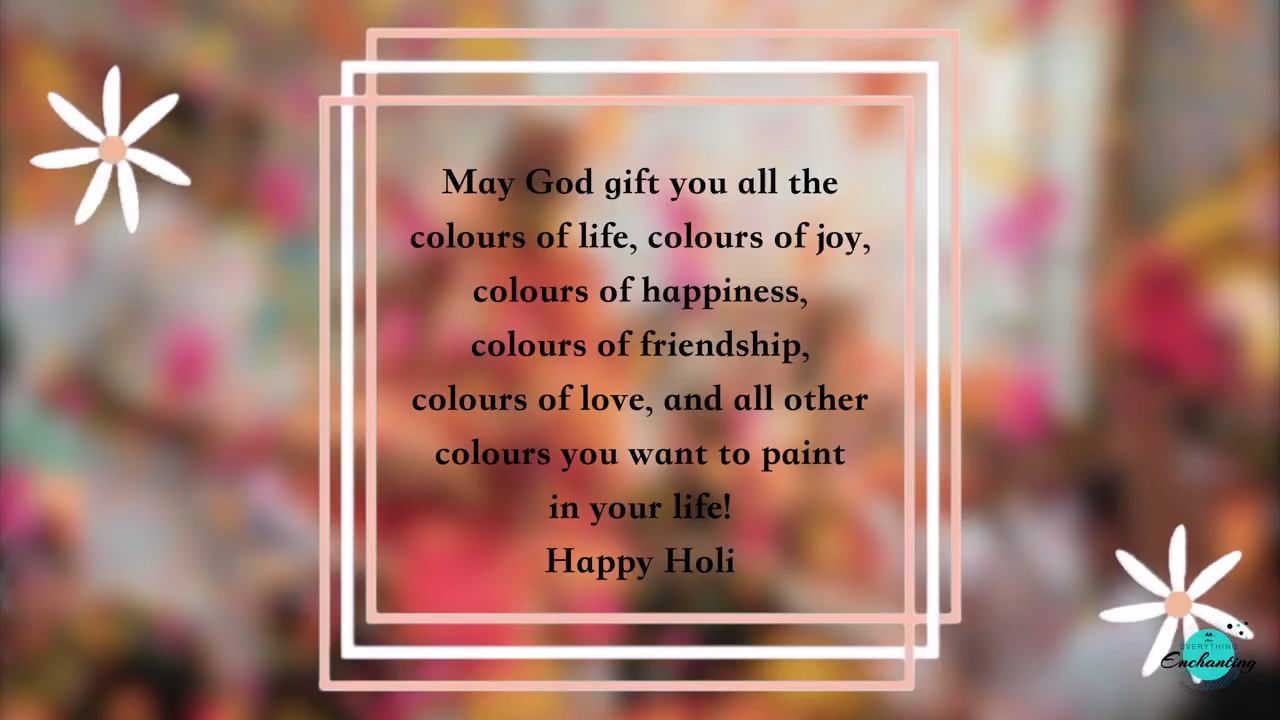 May God gift you all the
colours of life, colours of joy,
colours of happiness,
colours of friendship,
colours of love, and all other
colours you want to paint
in your life!
Happy Holi
EVERYTHING
Enchanting